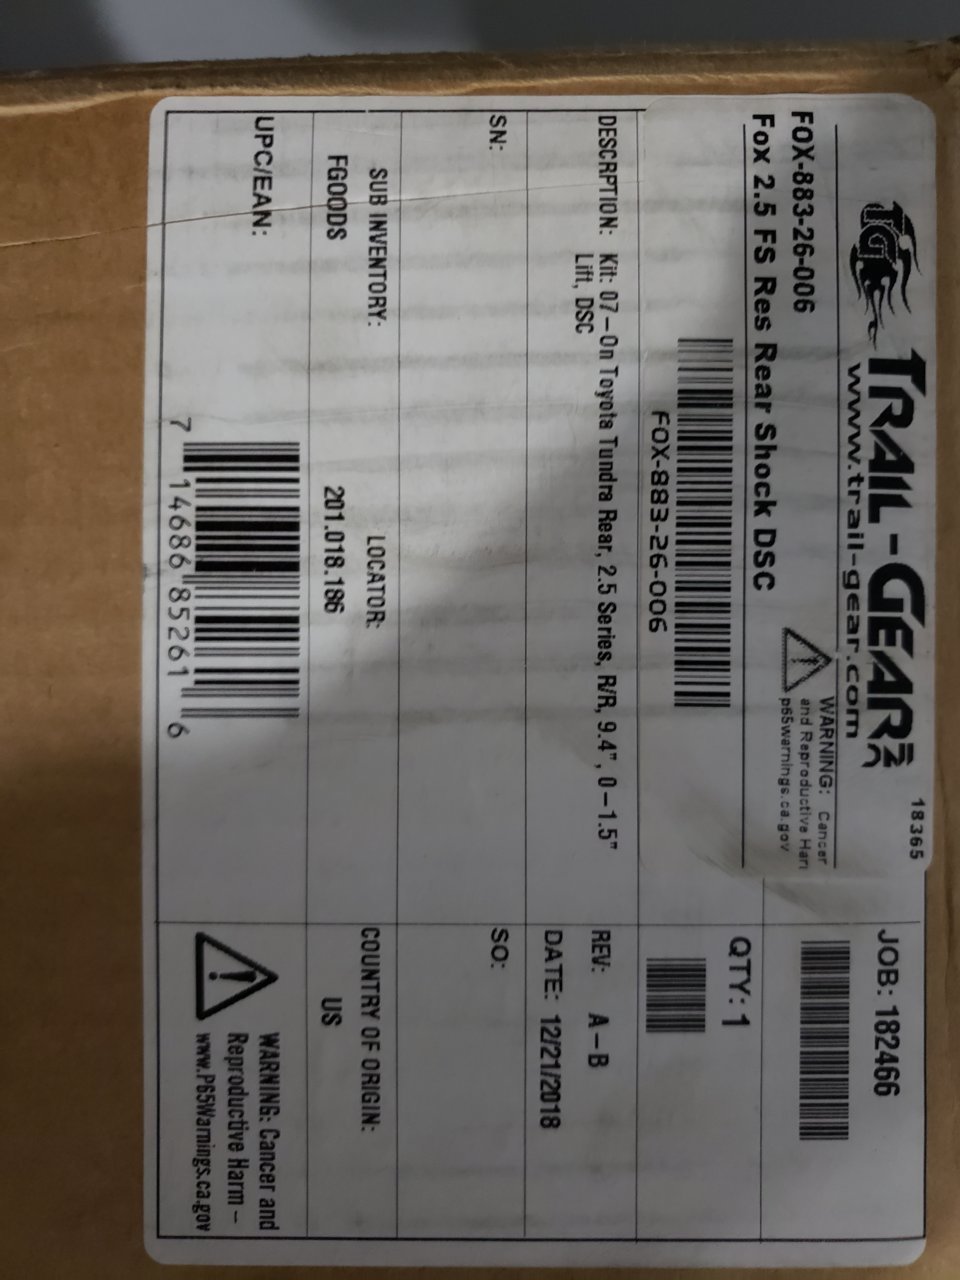 18365
TG
TRAIL-GEAR
www.trail-gear.com
FOX-883-26-006
WARNING: Cancer
and Reproductive Har
p65warnings.ca.gov
Fox 2.5 FS Res Rear Shock DSC
FOX-883-26-006
JOB: 182466
QTY: 1
DESCRPTION: Kit: 07-On Toyota Tundra Rear, 2.5 Series, R/R, 9.4", 0-1.5"
Lift, DSC
REV: A-B
DATE: 12/21/2018
SN:
SO:
SUB INVENTORY:
FGOODS
LOCATOR:
201.018.186
COUNTRY OF ORIGIN:
US
UPC/EAN:
7 14686 85261 6
WARNING: Cancer and
Reproductive Harm -
www.P65Warnings.ca.gov